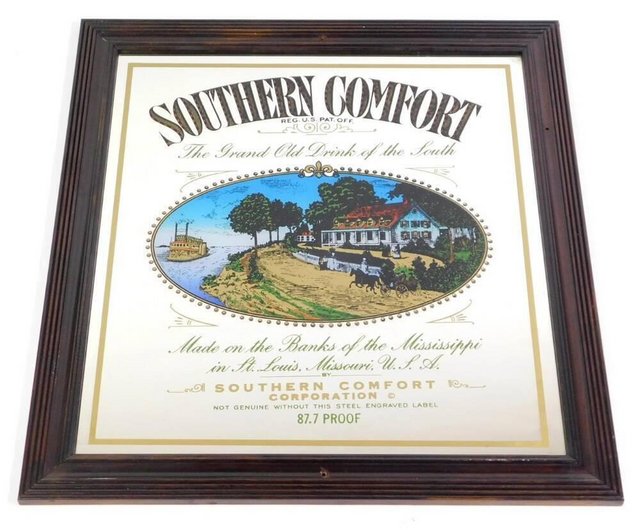 SOUTHERN COMFORT
REG. U.S. PAT. OFF.
The Grand Old Drink of the South
Made on the Banks of the Mississippi
in St. Louis, Missouri, U.S.A.
BY
SOUTHERN COMFORT
CORPORATION ©
NOT GENUINE WITHOUT THIS STEEL ENGRAVED LABEL
87.7 PROOF